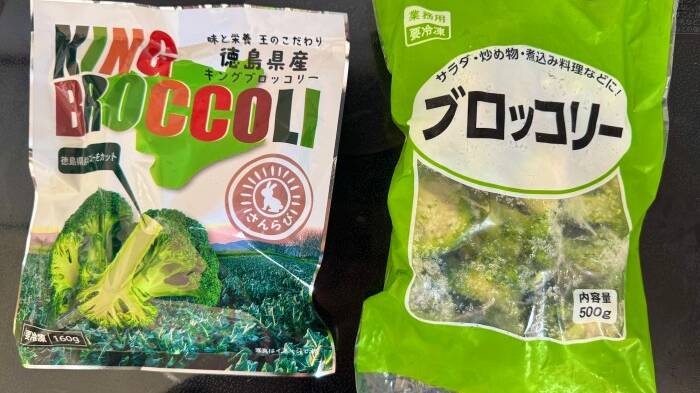 KING
BROCCOLI
味と栄養 王のこだわり
徳島県産
キングブロッコリー
さんらび
要冷凍 160g
業務用
要冷凍
サラダ・炒め物・煮込み料理などに!
ブロッコリー
内容量
500g